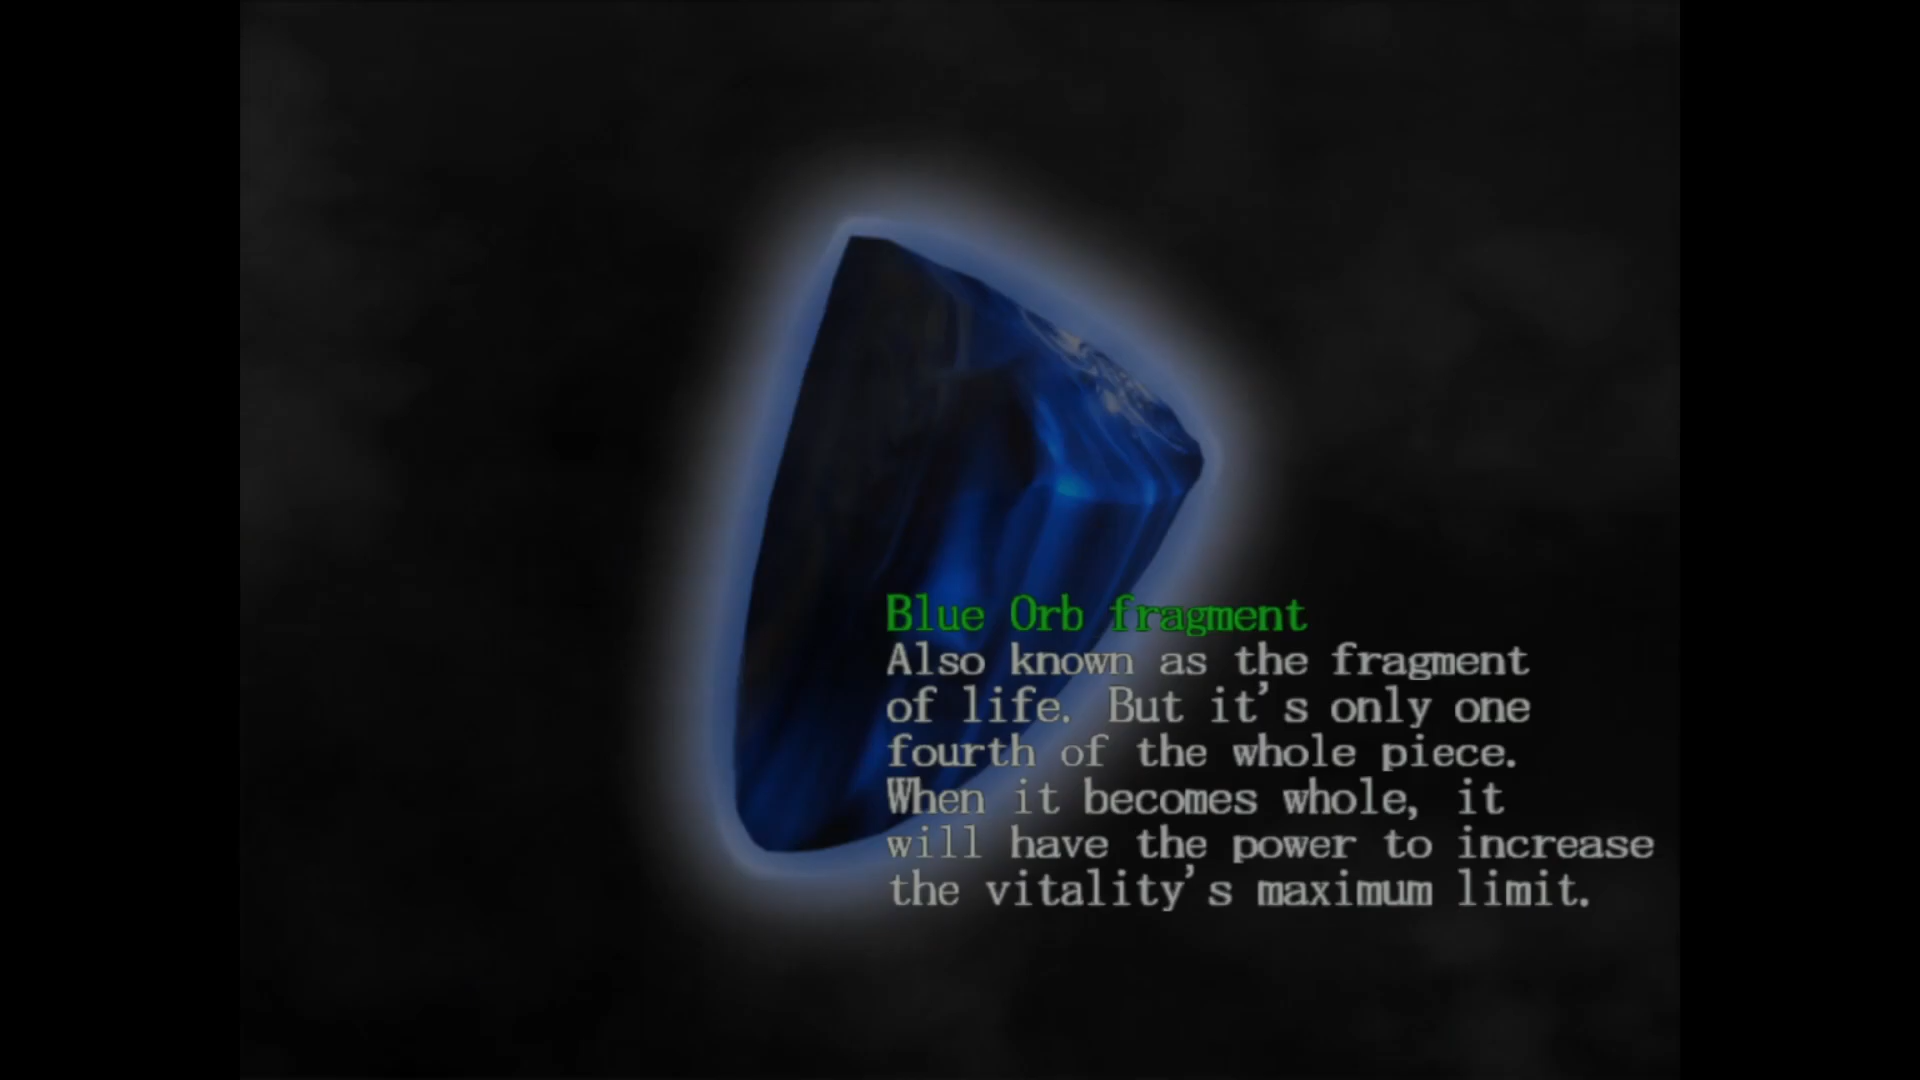 Blue Orb fragment
Also known as the fragment
of life. But it's only one
fourth of the whole piece.
When it becomes whole, it
will have the power to increase
the vitality's maximum limit.